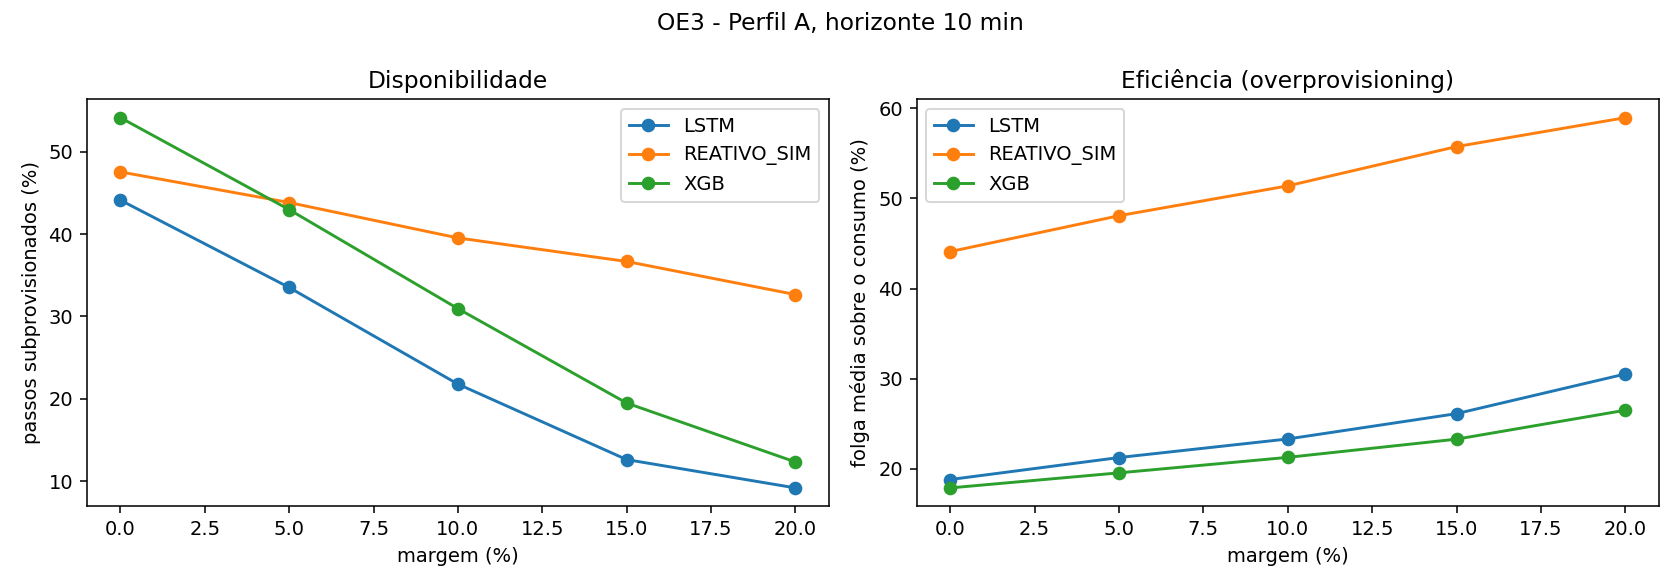 OE3 - Perfil A, horizonte 10 min
Disponibilidade
passos subprovisionados (%)
50
40
30
20
10
LSTM
REATIVO_SIM
XGB
0.0 2.5 5.0 7.5 10.0 12.5 15.0 17.5 20.0
margem (%)
Eficiência (overprovisioning)
folga média sobre o consumo (%)
60
50
40
30
20
LSTM
REATIVO_SIM
XGB
0.0 2.5 5.0 7.5 10.0 12.5 15.0 17.5 20.0
margem (%)